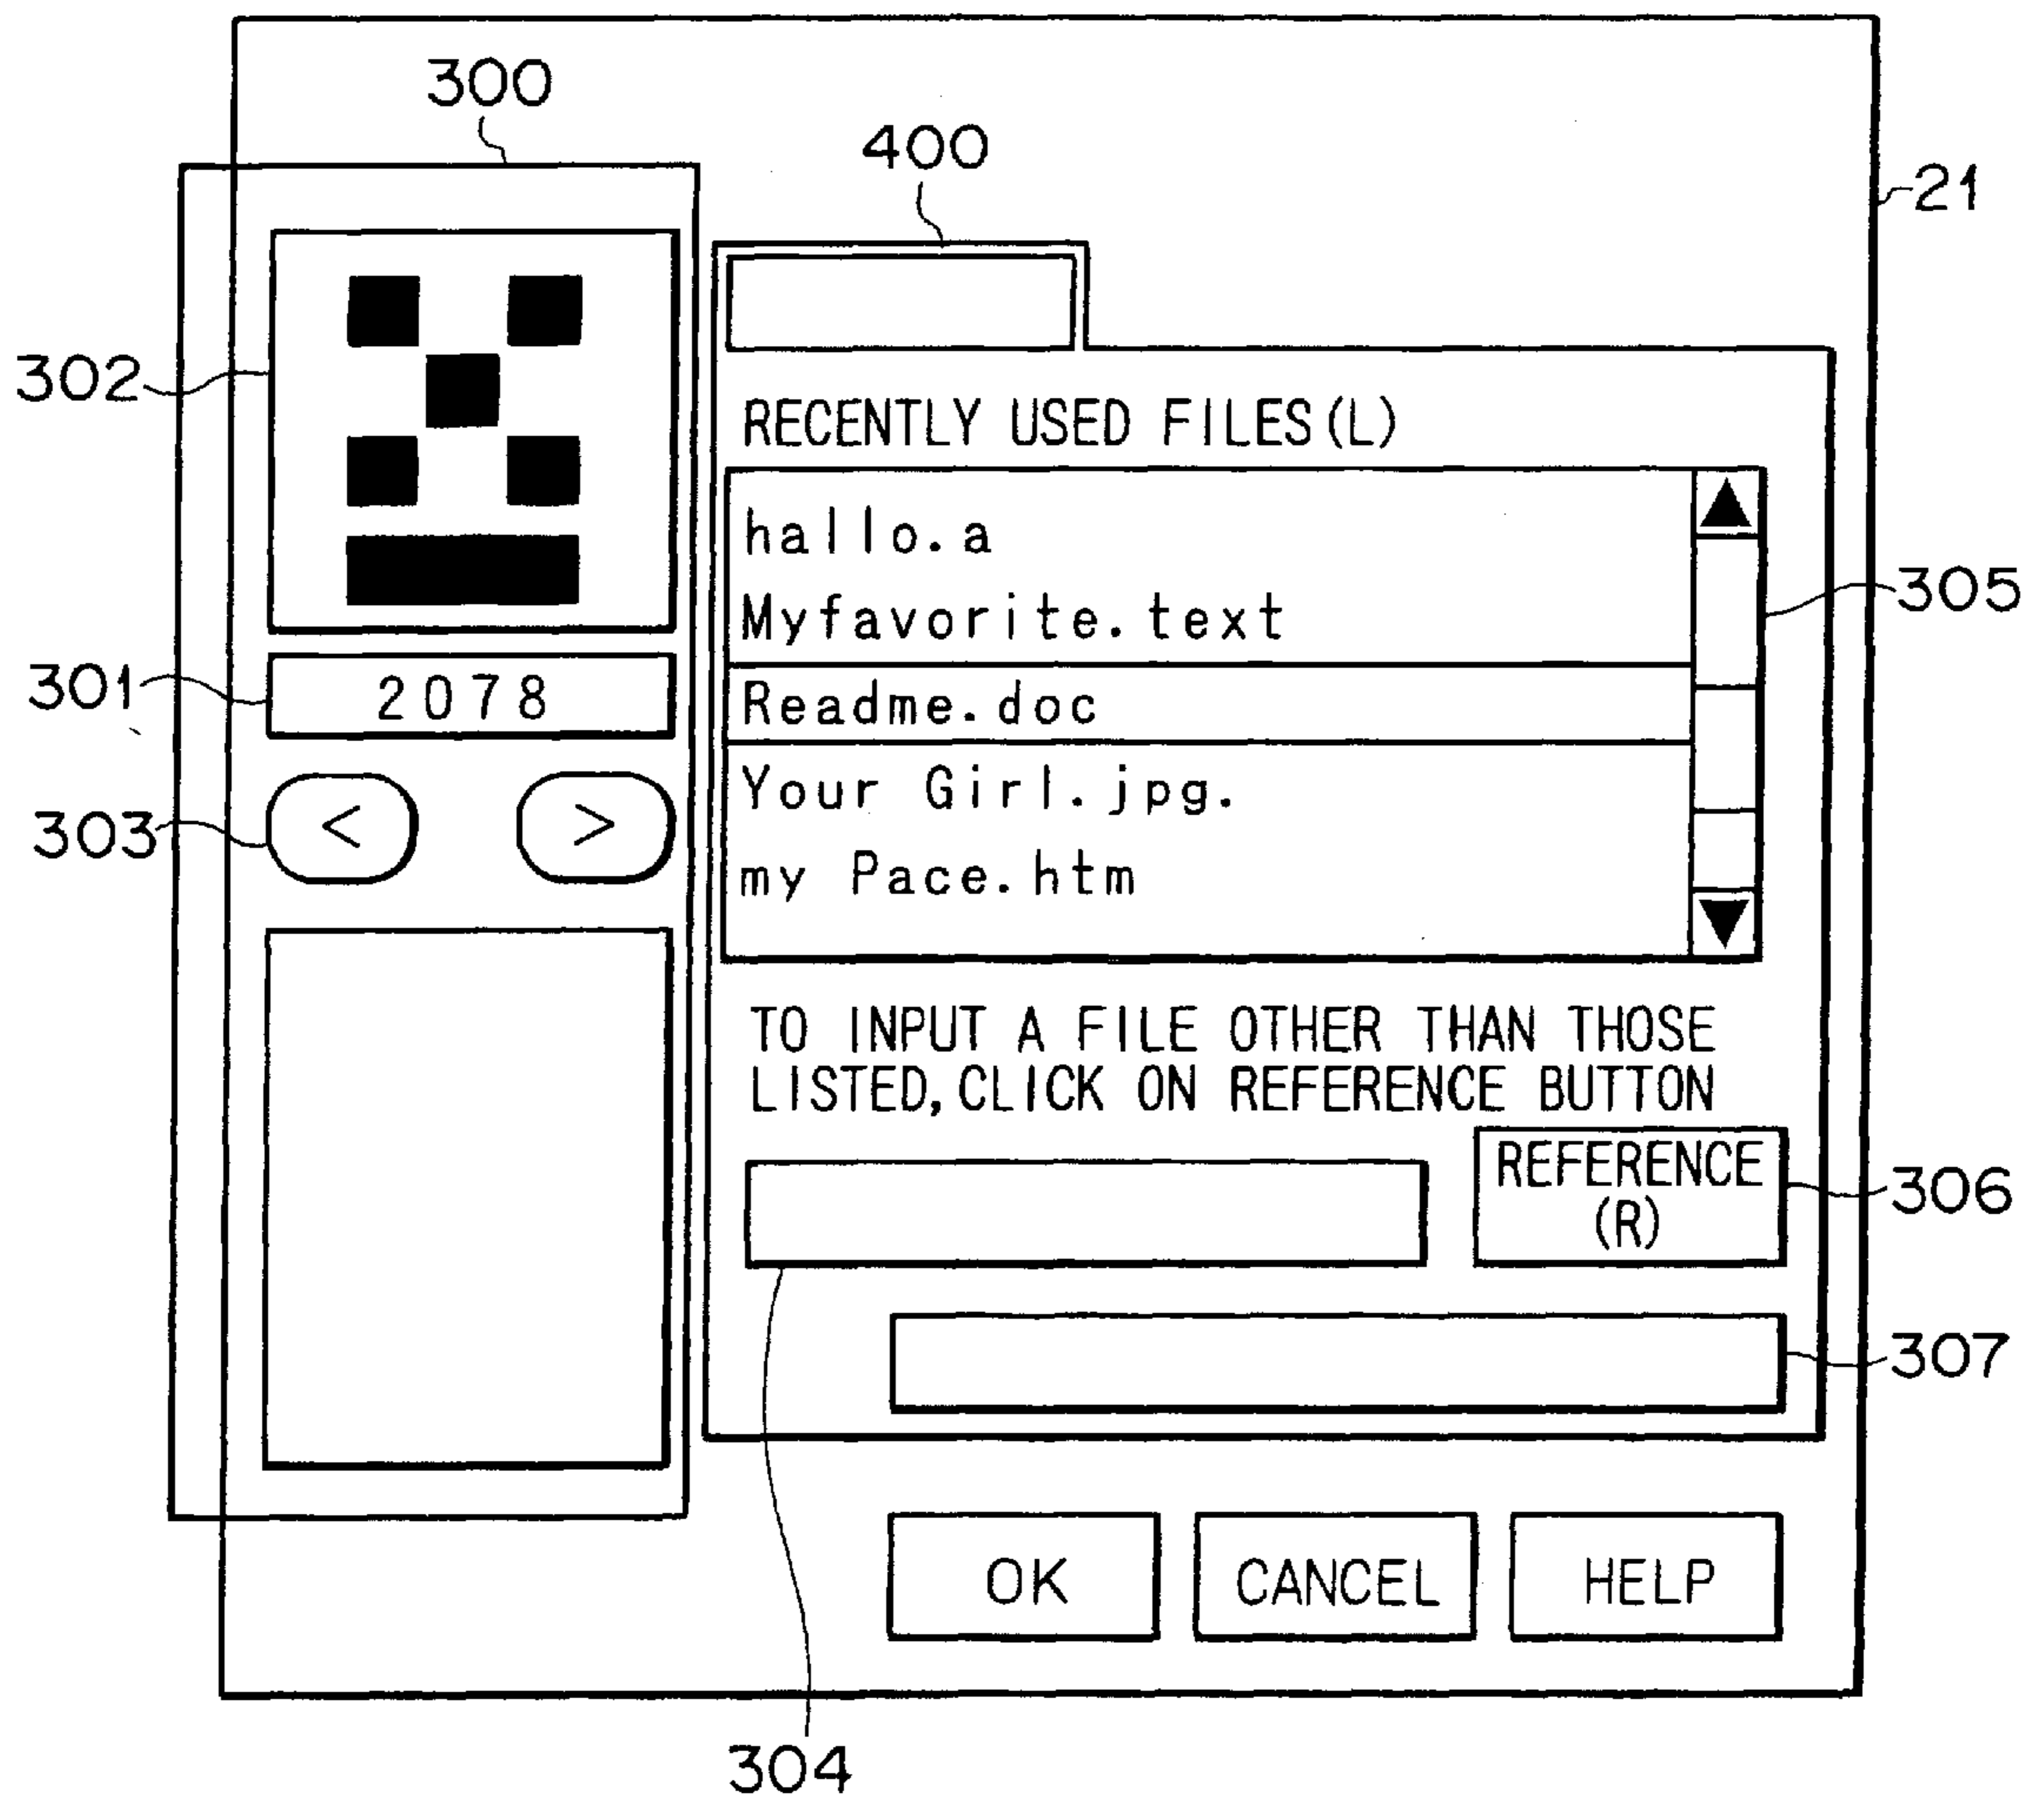 300
400
21
302
RECENTLY USED FILES(L)
hallo.a
Myfavorite.text
305
301
2078
Readme.doc
303
<
>
Your Girl.jpg.
my Pace.htm
TO INPUT A FILE OTHER THAN THOSE
LISTED,CLICK ON REFERENCE BUTTON
REFERENCE
(R)
306
307
OK
CANCEL
HELP
304